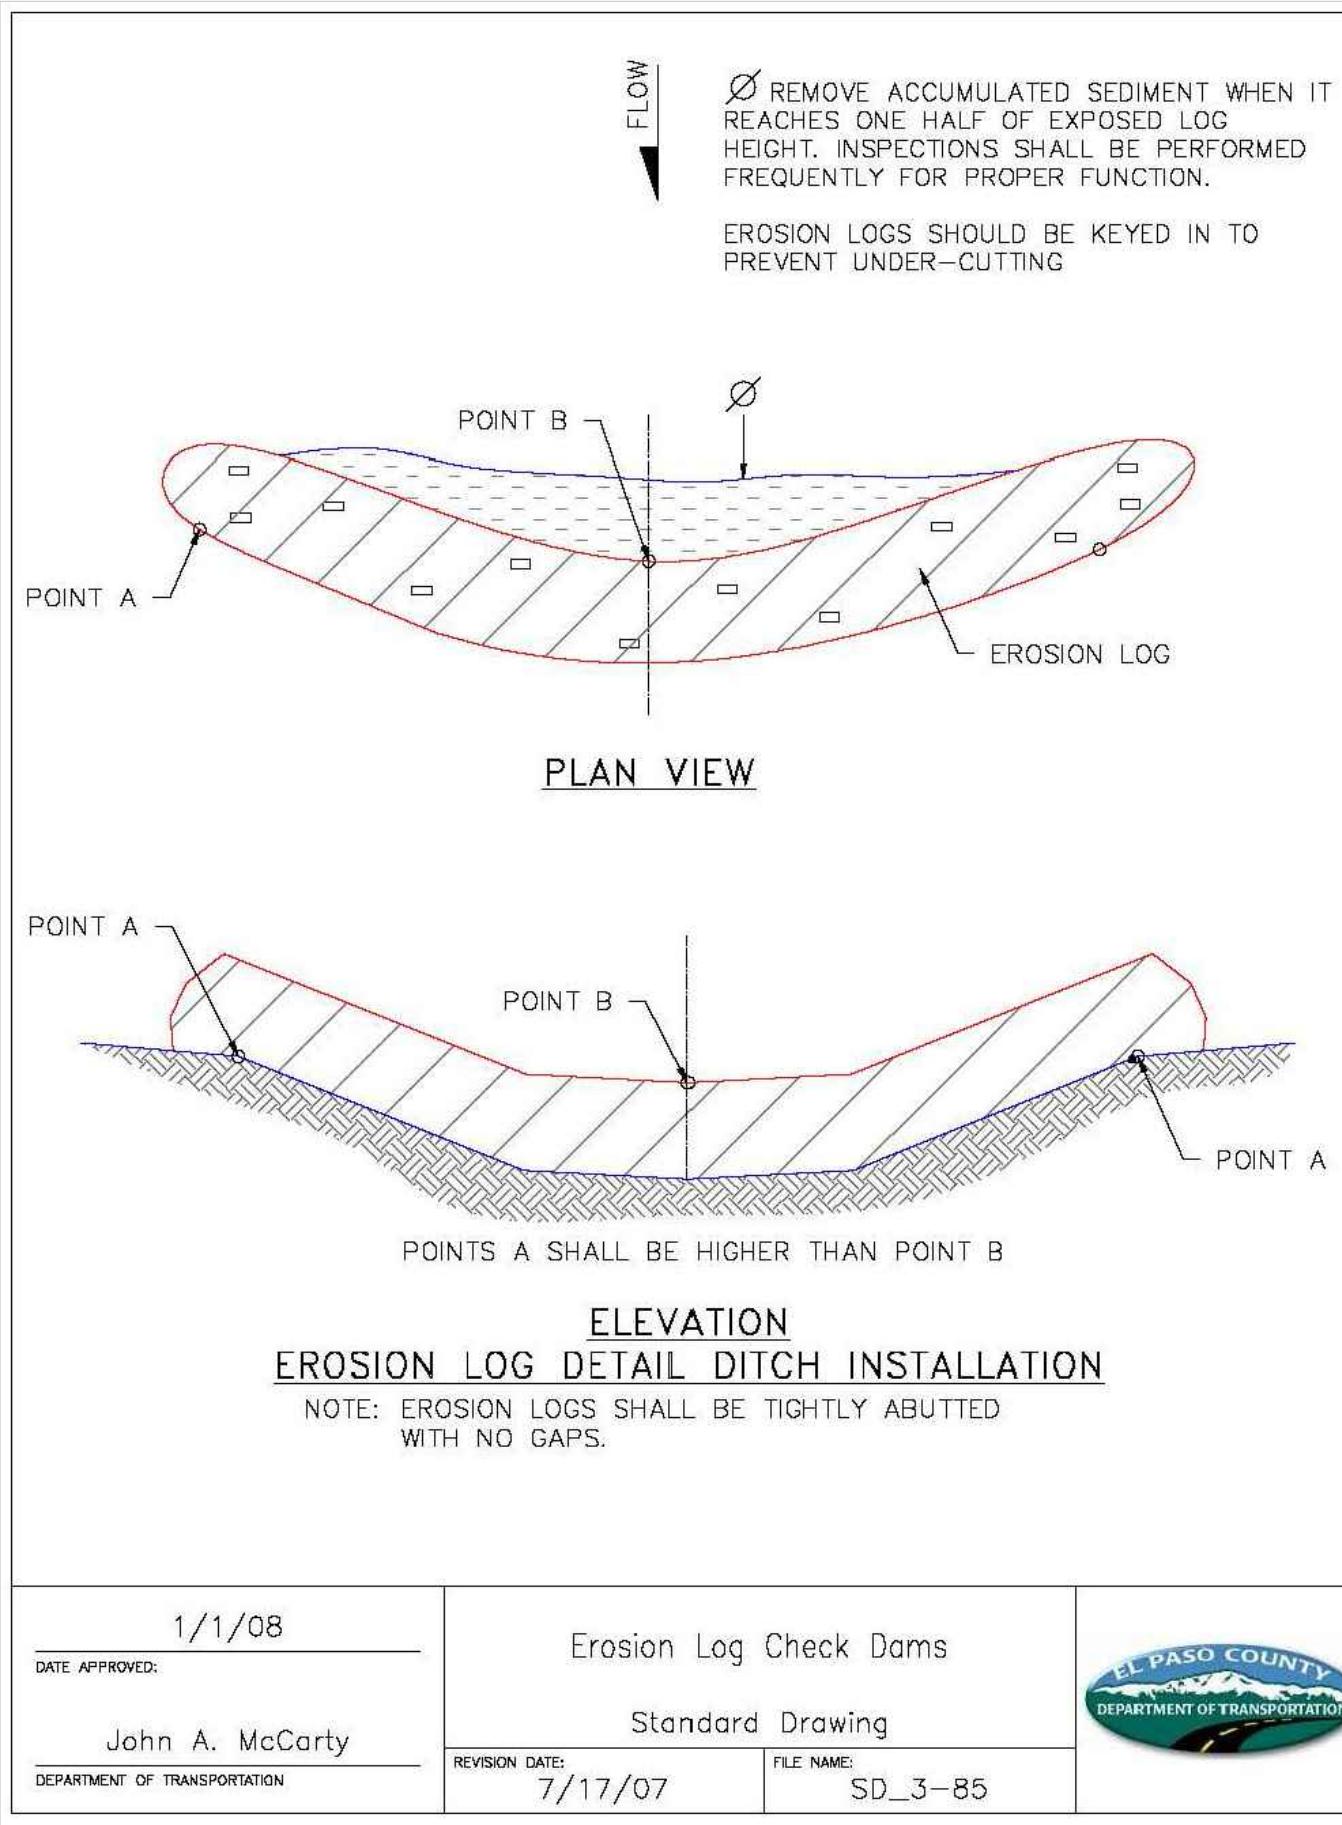 FLOW
Ø REMOVE ACCUMULATED SEDIMENT WHEN IT
REACHES ONE HALF OF EXPOSED LOG
HEIGHT. INSPECTIONS SHALL BE PERFORMED
FREQUENTLY FOR PROPER FUNCTION.
EROSION LOGS SHOULD BE KEYED IN TO
PREVENT UNDER-CUTTING
Ø
POINT B
POINT A
EROSION LOG
PLAN VIEW
POINT A
POINT B
POINT A
POINTS A SHALL BE HIGHER THAN POINT B
ELEVATION
EROSION LOG DETAIL DITCH INSTALLATION
NOTE: EROSION LOGS SHALL BE TIGHTLY ABUTTED
WITH NO GAPS.
1/1/08
DATE APPROVED:
John A. McCarty
DEPARTMENT OF TRANSPORTATION
Erosion Log Check Dams
Standard Drawing
REVISION DATE:
7/17/07
FILE NAME:
SD_3-85
EL PASO COUNTY
DEPARTMENT OF TRANSPORTATION